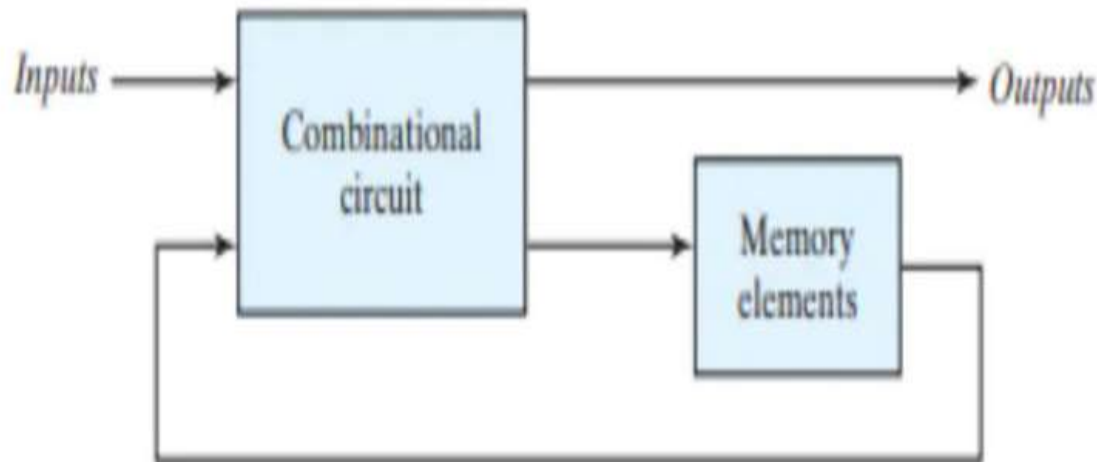 Inputs
Combinational
circuit
Outputs
Memory
elements